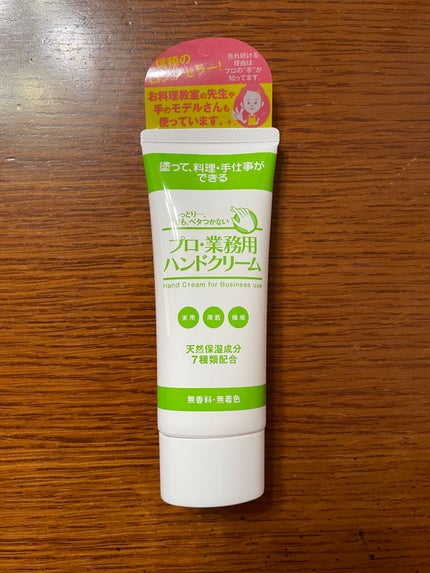 信頼の
ロングセラー!
売れ続ける
理由は
プロの"手"が
知ってます。
お料理教室の先生や
手のモデルさんも
使っています。
塗って、料理・手仕事が
できる
しっとり…、
でも、ベタつかない
プロ・業務用
ハンドクリーム
Hand Cream for Business use
実用
潤肌
機能
天然保湿成分
7種類配合
無香料・無着色